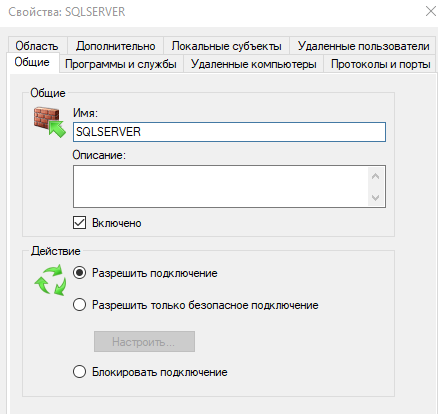 Свойства: SQLSERVER
Область Дополнительно Локальные субъекты Удаленные пользователи
Общие Программы и службы Удаленные компьютеры Протоколы и порты
Общие
Имя:
SQLSERVER
Описание:
Включено
Действие
Разрешить подключение
Разрешить только безопасное подключение
Настроить...
Блокировать подключение